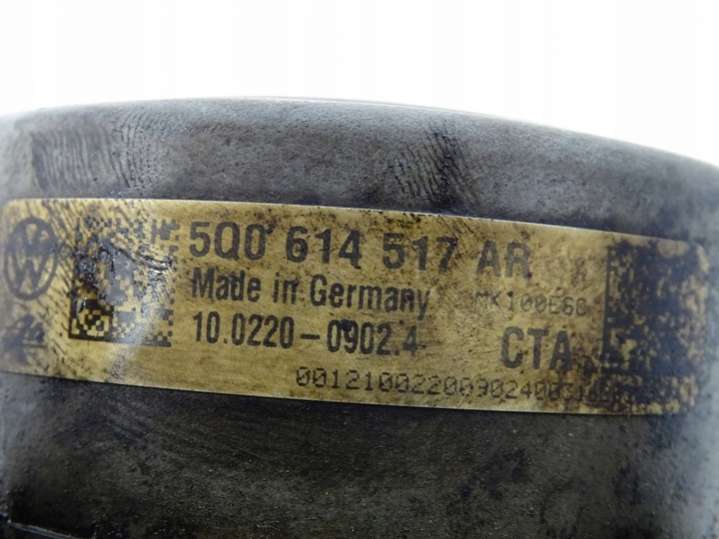 5Q0 614 517 AR
Made in Germany
10.0220-0902.4
CTA